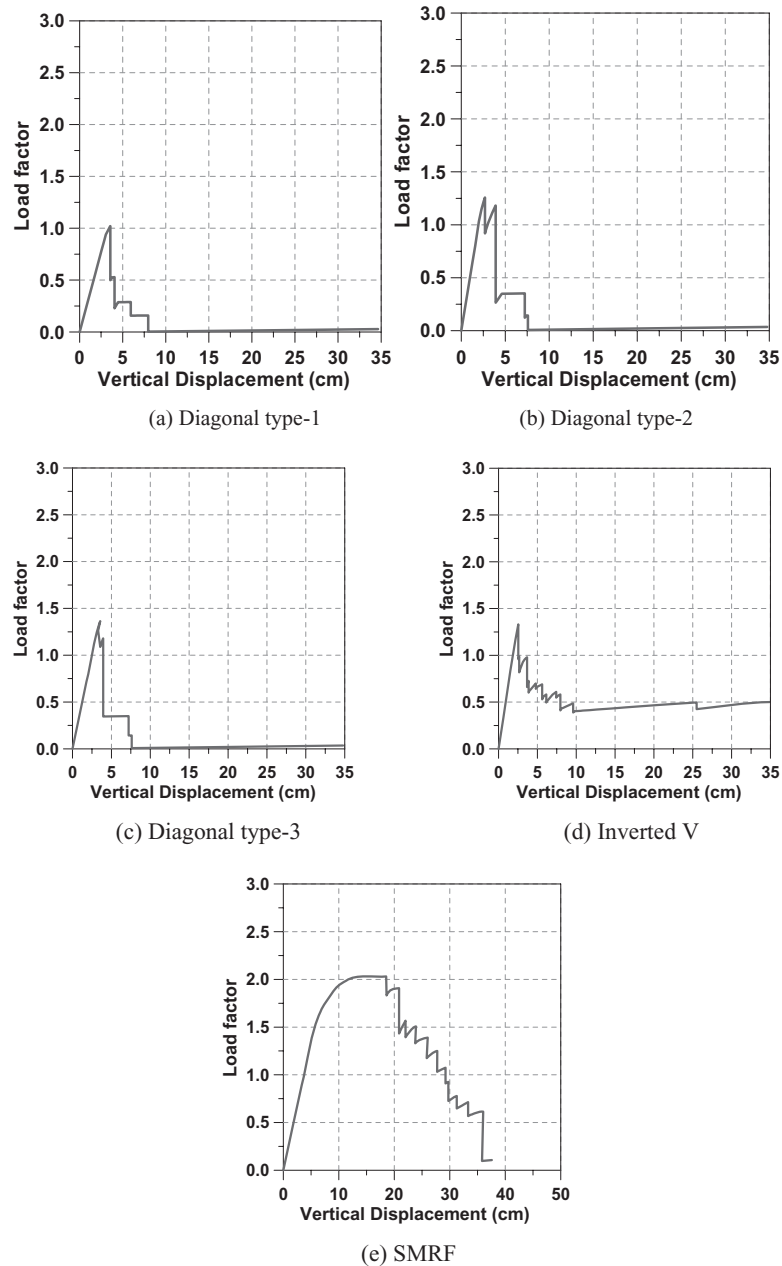 3.0
2.5
2.0
1.5
1.0
0.5
0.0
Load factor
0 5 10 15 20 25 30 35
Vertical Displacement (cm)
(a) Diagonal type-1
3.0
2.5
2.0
1.5
1.0
0.5
0.0
Load factor
0 5 10 15 20 25 30 35
Vertical Displacement (cm)
(b) Diagonal type-2
3.0
2.5
2.0
1.5
1.0
0.5
0.0
Load factor
0 5 10 15 20 25 30 35
Vertical Displacement (cm)
(c) Diagonal type-3
3.0
2.5
2.0
1.5
1.0
0.5
0.0
Load factor
0 5 10 15 20 25 30 35
Vertical Displacement (cm)
(d) Inverted V
3.0
2.5
2.0
1.5
1.0
0.5
0.0
Load factor
0 10 20 30 40 50
Vertical Displacement (cm)
(e) SMRF